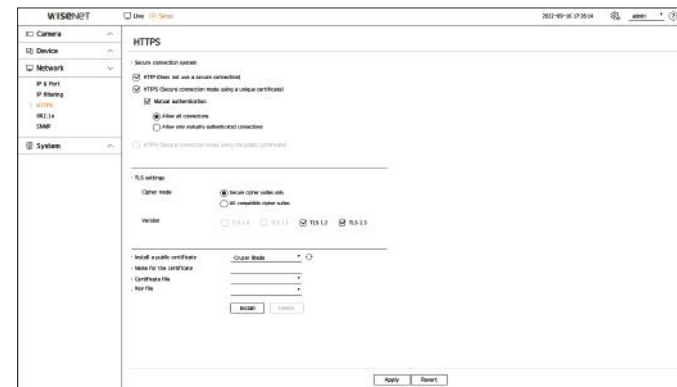 WISENET
Live
Setup
2022-09-16 17:35:14
admin
Camera
Device
Network
IP & Port
IP filtering
HTTPS
802.1x
SNMP
System
HTTPS
Secure connection system
HTTP (Does not use a secure connection)
HTTPS (Secure connection mode using a unique certificate)
Mutual authentication
Allow all connections
Allow only mutually authenticated connections
HTTPS (Secure connection mode using the public certificate)
TLS settings
Cipher mode
Secure cipher suites only
All compatible cipher suites
Version
TLS 1.0
TLS 1.1
TLS 1.2
TLS 1.3
Install a public certificate
Cruzer Blade
Name for the certificate
Certificate File
Key File
Install
Delete
Apply
Revert